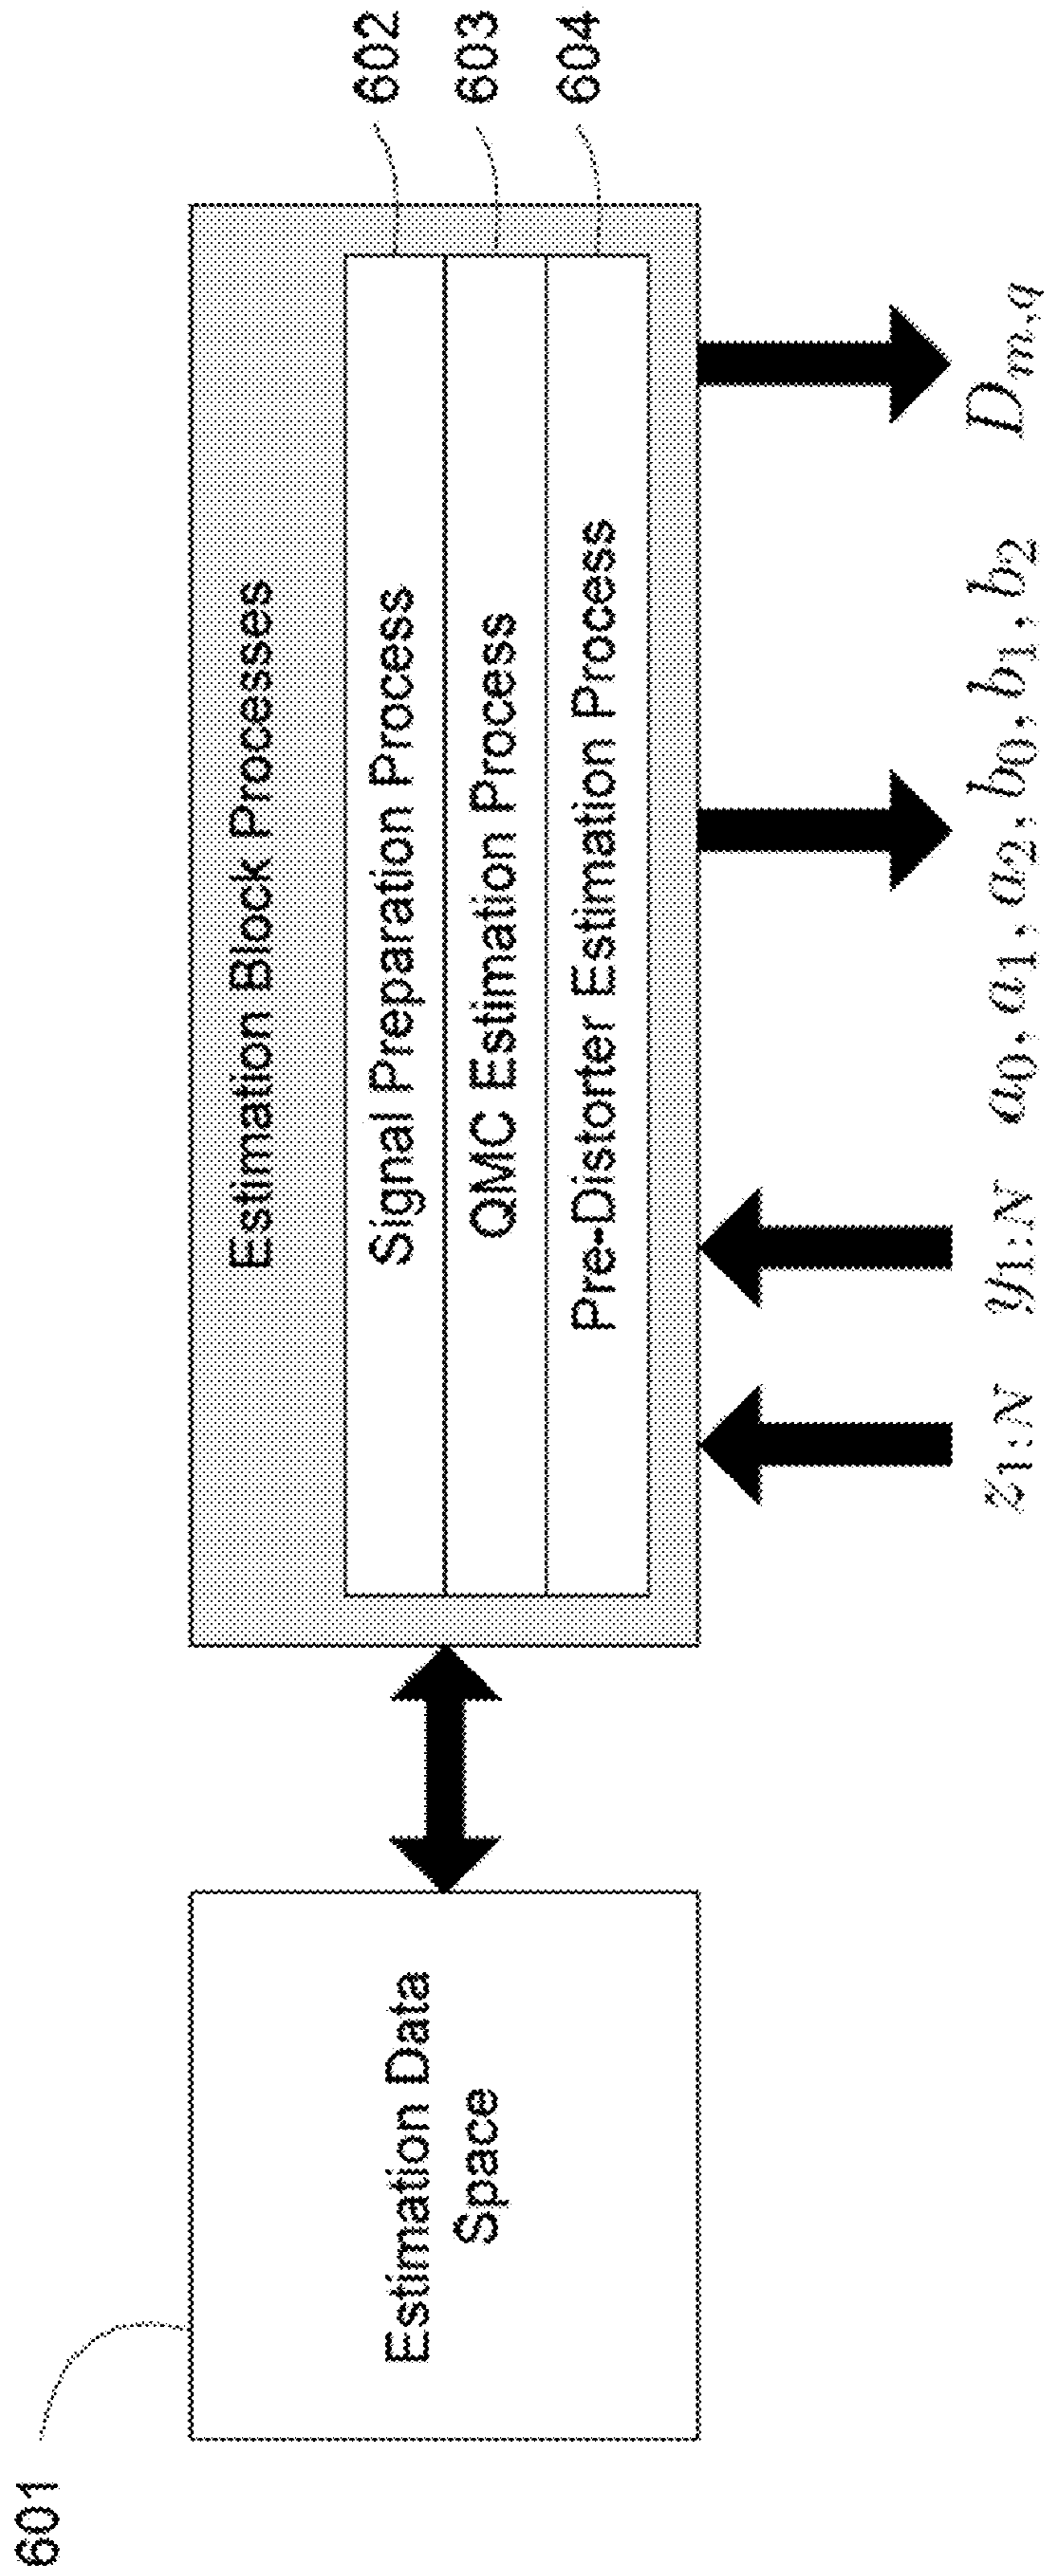 601
Estimation Data
Space
Estimation Block Processes
Signal Preparation Process
602
QMC Estimation Process
603
Pre-Distorter Estimation Process
604
z1:N
y1:N
a0, a1, a2, b0, b1, b2
Dm,q